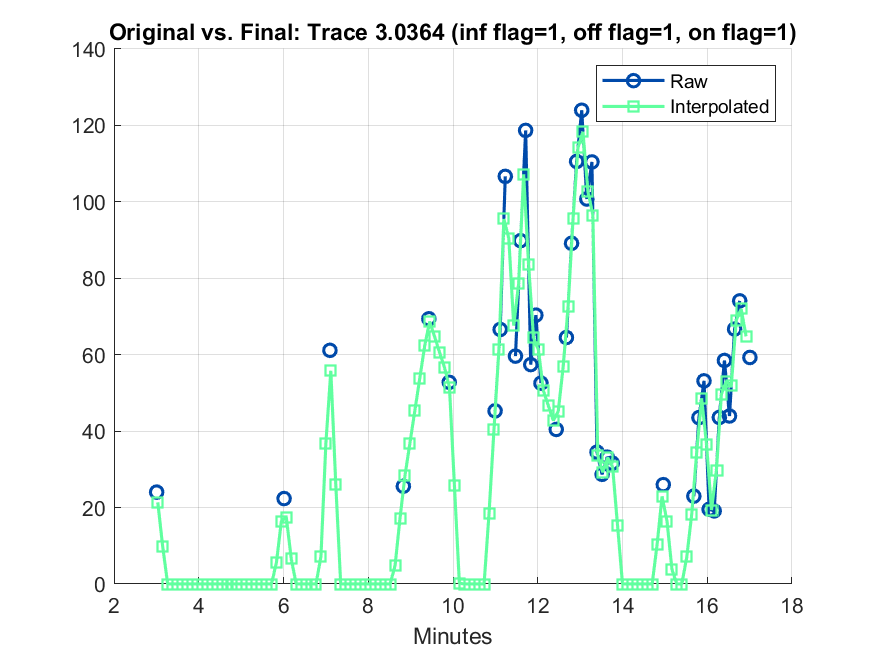 Original vs. Final: Trace 3.0364 (inf flag=1, off flag=1, on flag=1)
140
120
100
80
60
40
20
0
Raw
Interpolated
2 4 6 8 10 12 14 16 18
Minutes